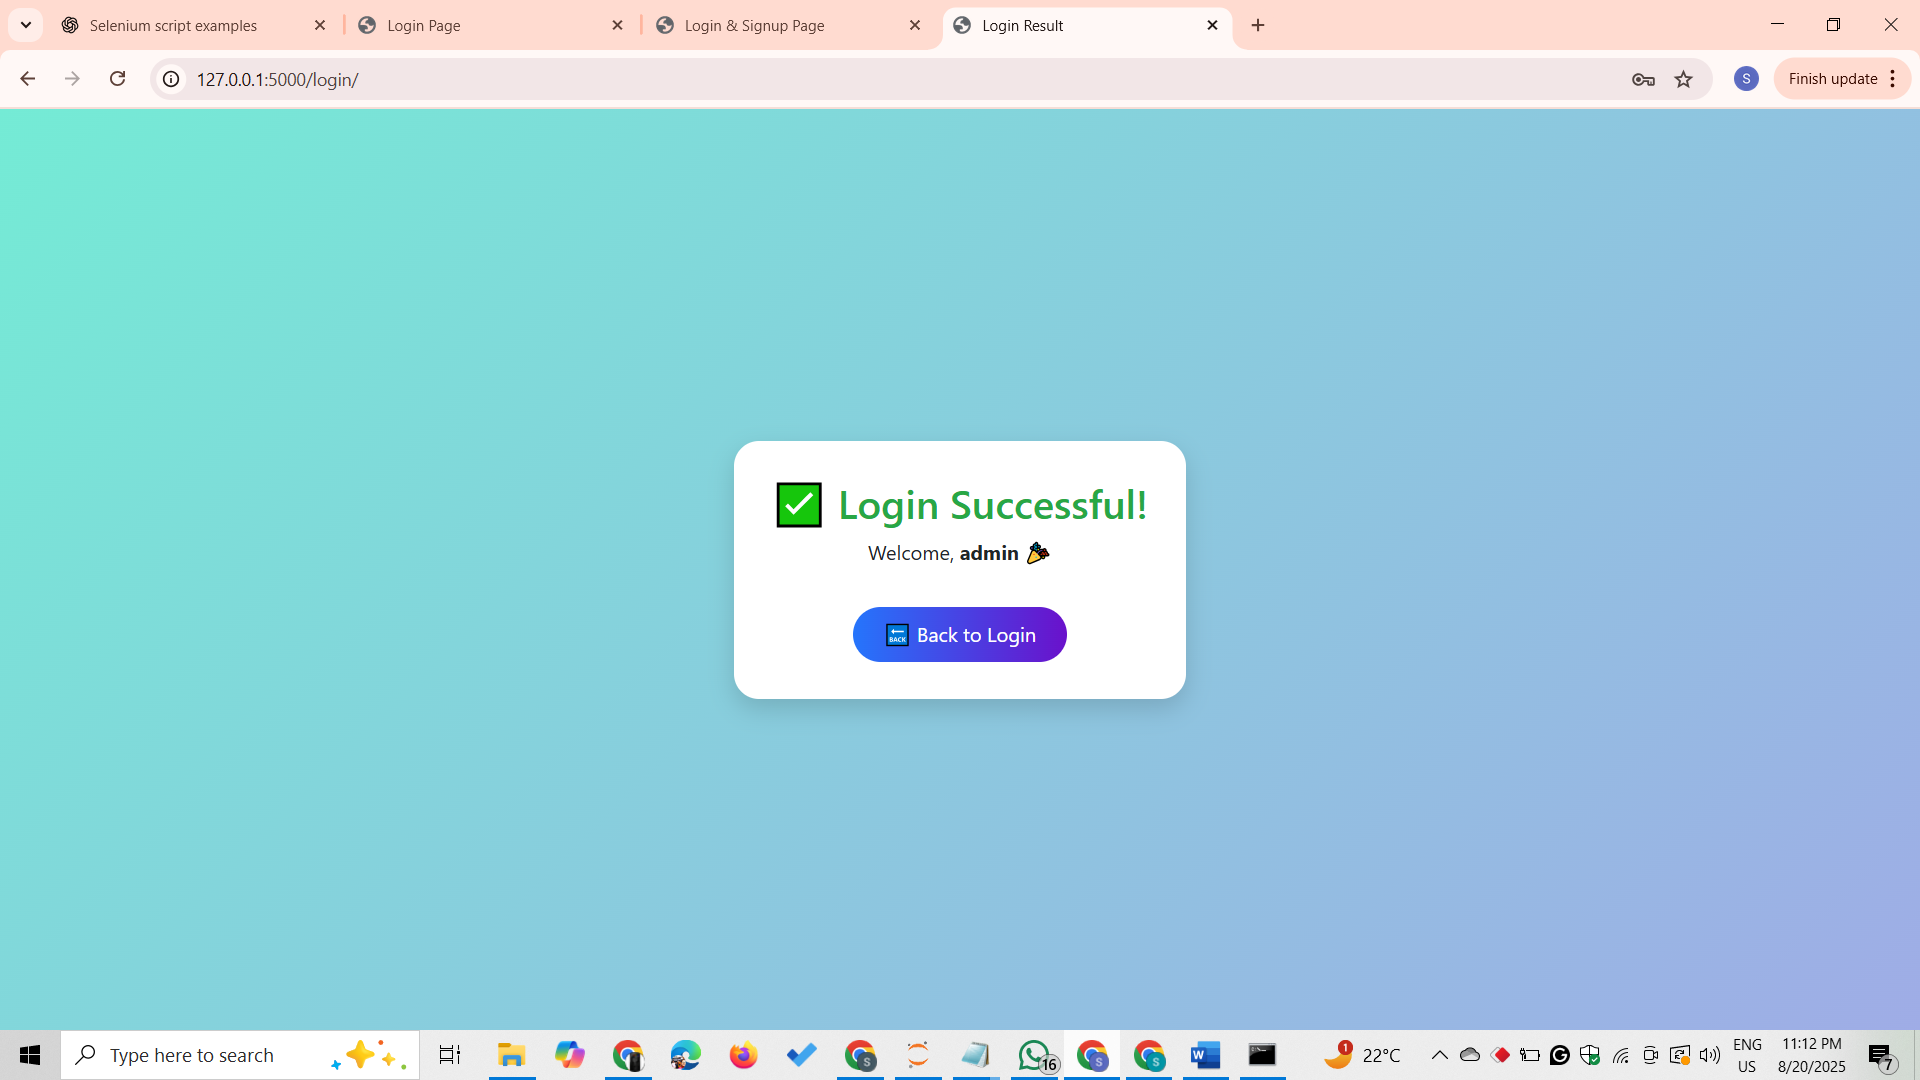 Selenium script examples
Login Page
Login & Signup Page
Login Result
127.0.0.1:5000/login/
S
Finish update
✅ Login Successful!
Welcome, admin 🎉
🔙 Back to Login
Type here to search
S
16
S
S
1
22°C
ENG
US
11:12 PM
8/20/2025
7